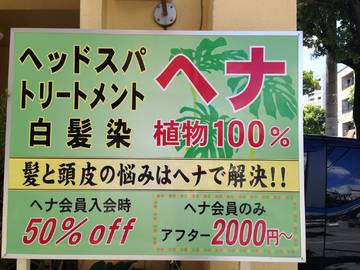 ヘッドスパ
トリートメント
白髪染
ヘナ
植物100%
髪と頭皮の悩みはヘナで解決!!
ヘナ会員入会時
50%off
ヘナ会員のみ
アフター2000円~